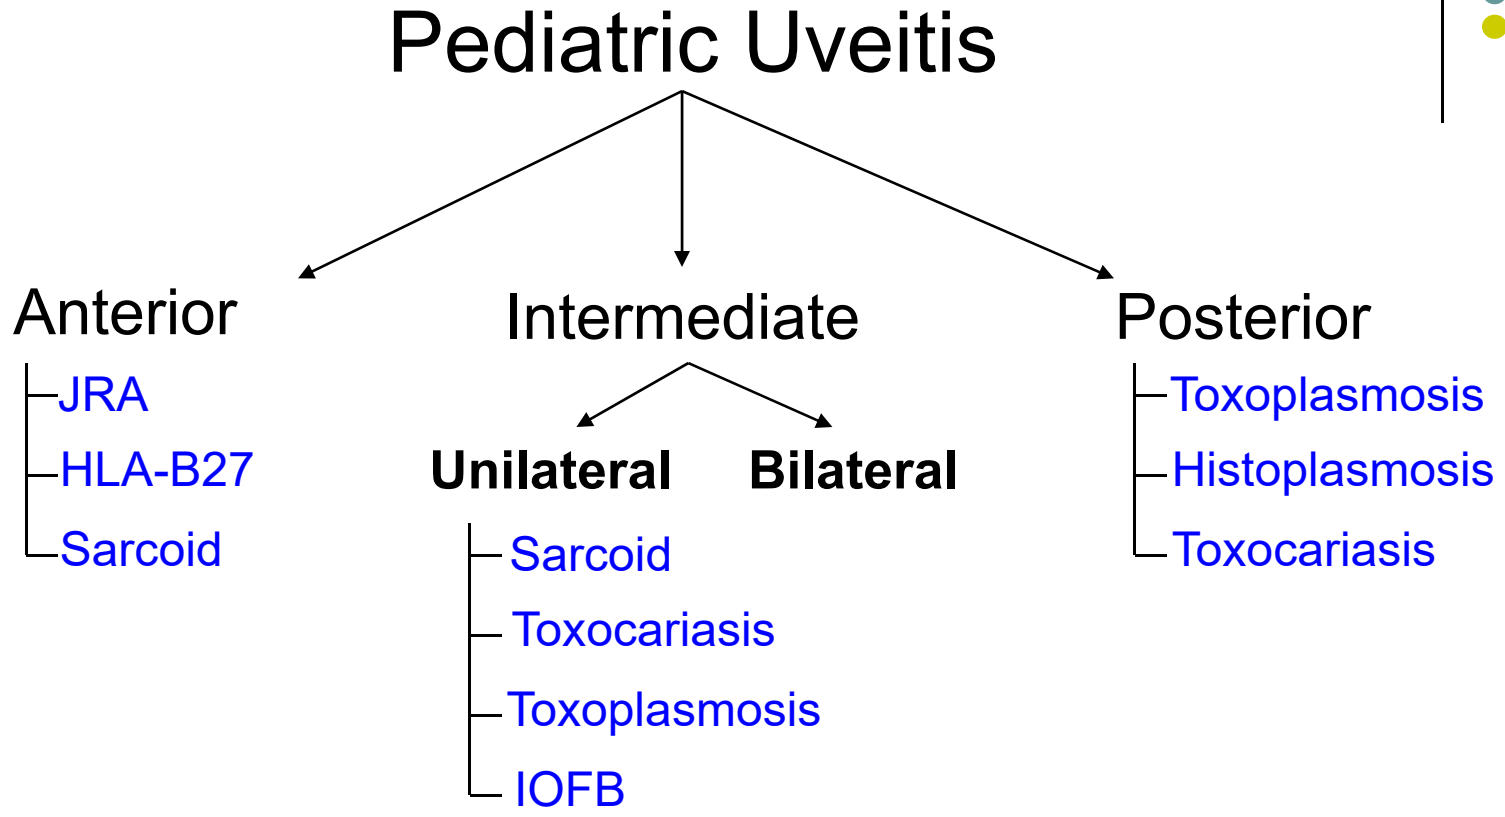 Pediatric Uveitis
Anterior
JRA
HLA-B27
Sarcoid
Intermediate
Unilateral
Sarcoid
Toxocariasis
Toxoplasmosis
IOFB
Bilateral
Posterior
Toxoplasmosis
Histoplasmosis
Toxocariasis